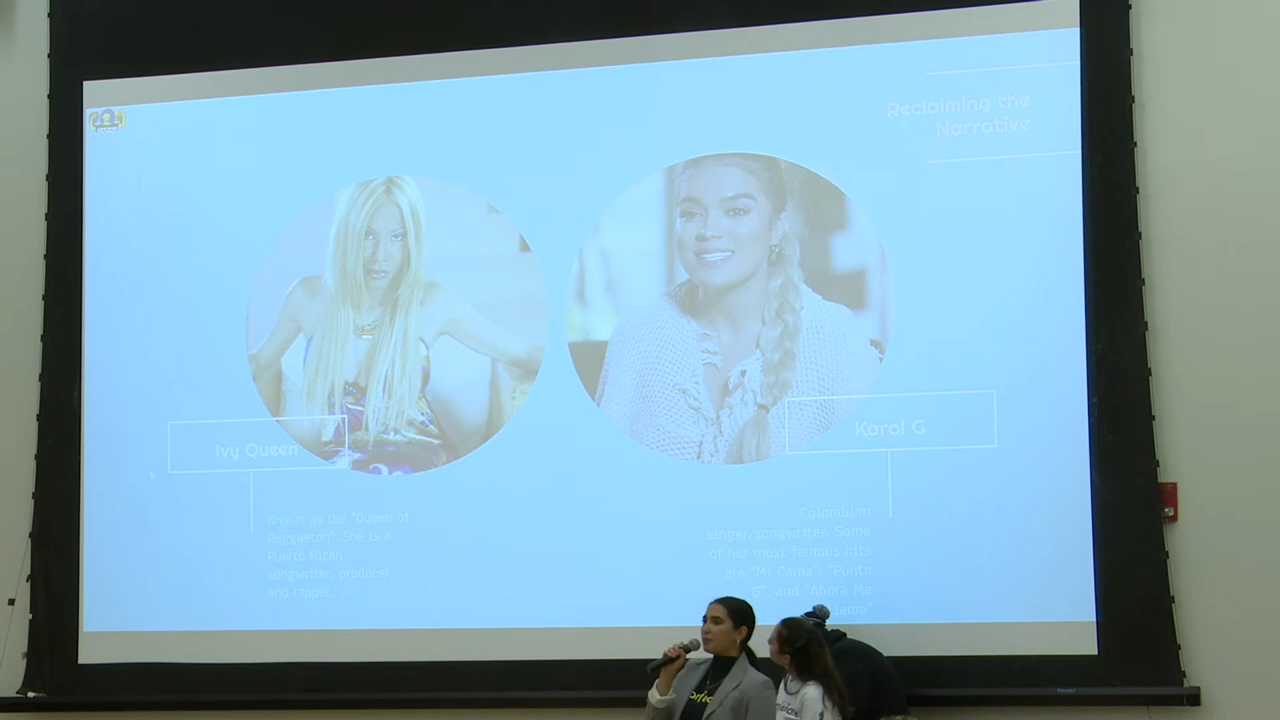 Reclaiming the
Narrative
Ivy Queen
Karol G
Known as the "Queen of
Reggaeton". She is a
Puerto Rican
songwriter, producer,
and rapper.
Colombian
singer/songwriter. Some
of her most famous hits
are "Mi Cama", "Punto
G", and "Ahora Me
llama"